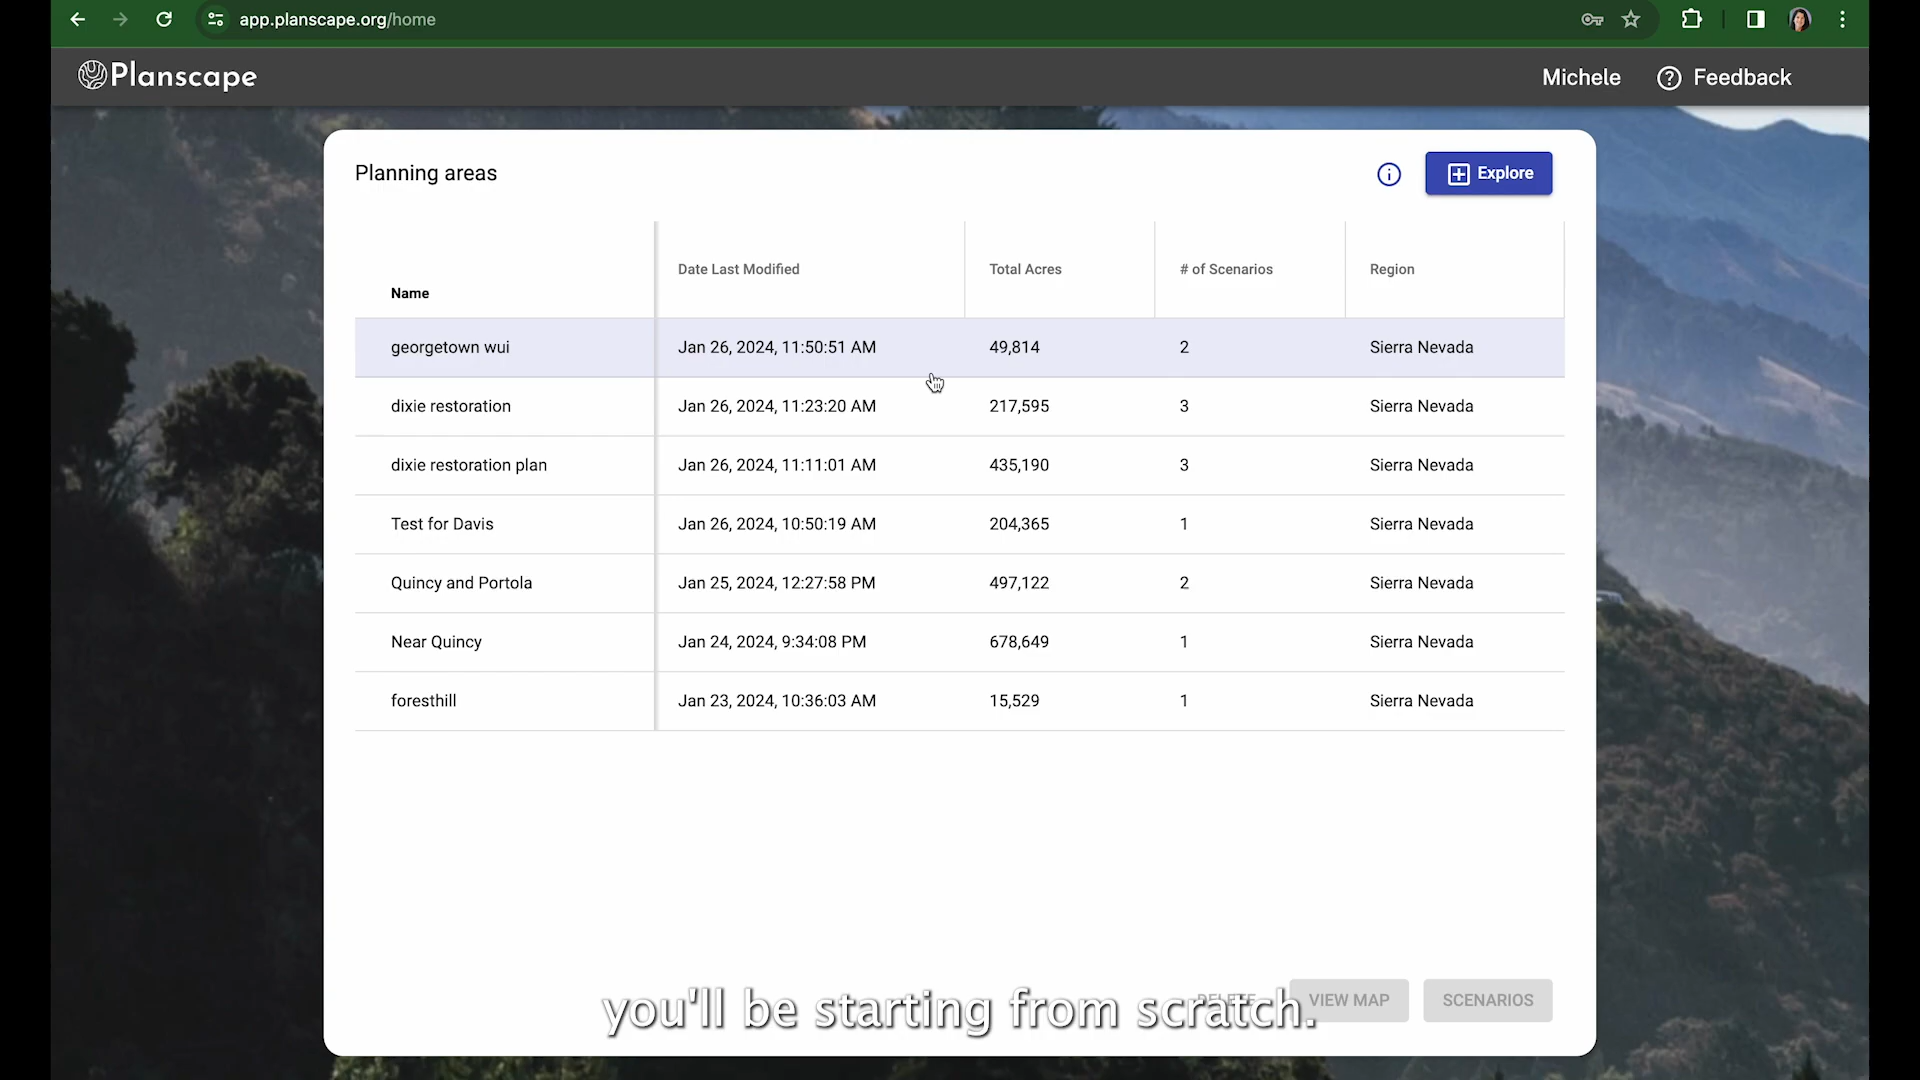 app.planscape.org/home
Planscape
Michele
Feedback
Planning areas
Explore
Name
Date Last Modified
Total Acres
# of Scenarios
Region
georgetown wui Jan 26, 2024, 11:50:51 AM 49,814 2 Sierra Nevada
dixie restoration Jan 26, 2024, 11:23:20 AM 217,595 3 Sierra Nevada
dixie restoration plan Jan 26, 2024, 11:11:01 AM 435,190 3 Sierra Nevada
Test for Davis Jan 26, 2024, 10:50:19 AM 204,365 1 Sierra Nevada
Quincy and Portola Jan 25, 2024, 12:27:58 PM 497,122 2 Sierra Nevada
Near Quincy Jan 24, 2024, 9:34:08 PM 678,649 1 Sierra Nevada
foresthill Jan 23, 2024, 10:36:03 AM 15,529 1 Sierra Nevada
DELETE
VIEW MAP
SCENARIOS
you'll be starting from scratch.